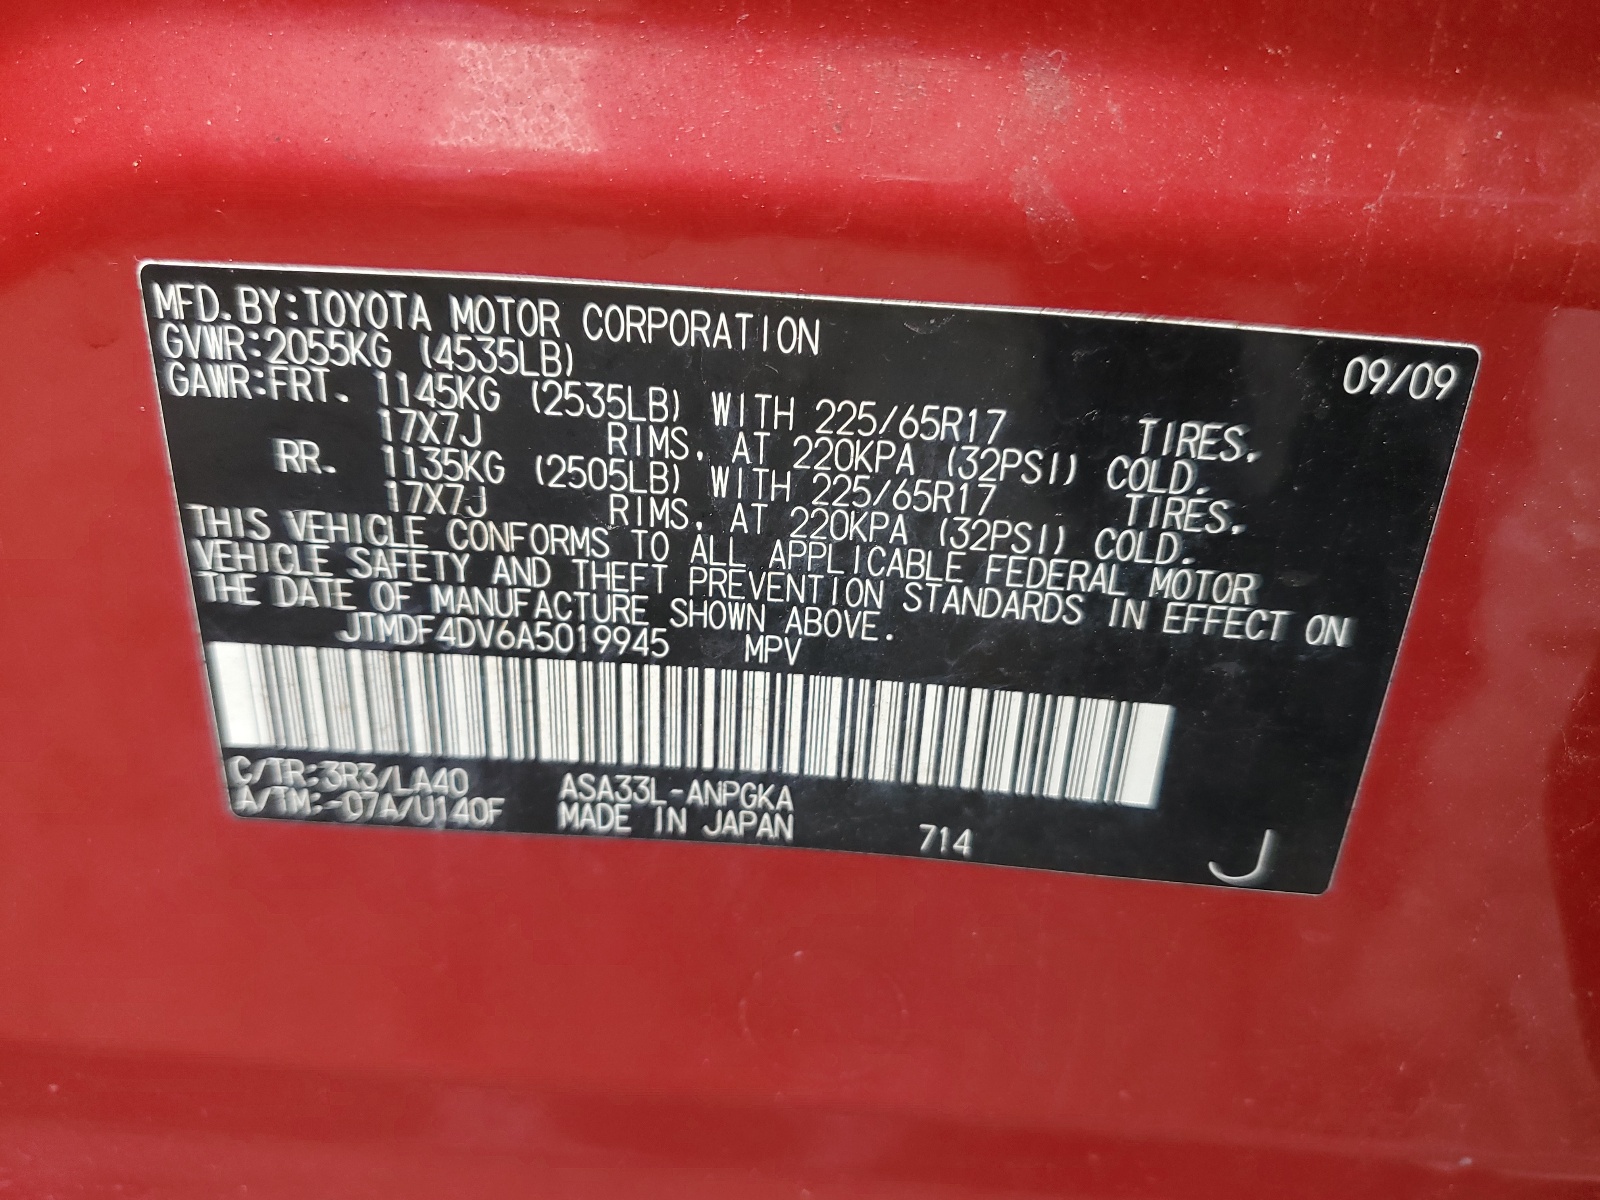 MFD.BY:TOYOTA MOTOR CORPORATION 09/09
GVWR:2055KG (4535LB)
GAWR:FRT. 1145KG (2535LB) WITH 225/65R17 TIRES,
17X7J RIMS, AT 220KPA (32PSI) COLD.
RR. 1135KG (2505LB) WITH 225/65R17 TIRES,
17X7J RIMS, AT 220KPA (32PSI) COLD.
THIS VEHICLE CONFORMS TO ALL APPLICABLE FEDERAL MOTOR
VEHICLE SAFETY AND THEFT PREVENTION STANDARDS IN EFFECT ON
THE DATE OF MANUFACTURE SHOWN ABOVE.
JTMDF4DV6A5019945 MPV
C/TR:3R3/LA40 ASA33L-ANPGKA
A/TM:-07A/U140F MADE IN JAPAN 714 J